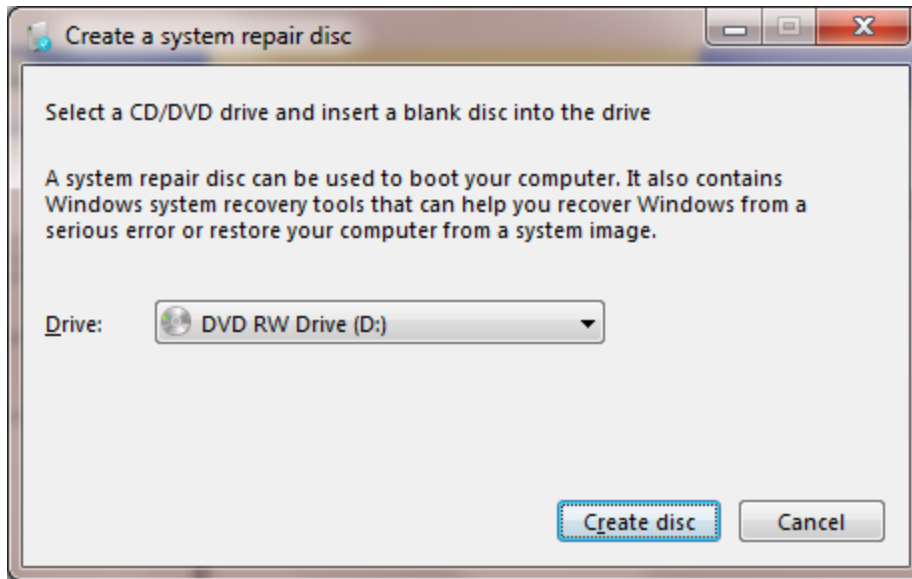 Create a system repair disc
Select a CD/DVD drive and insert a blank disc into the drive
A system repair disc can be used to boot your computer. It also contains
Windows system recovery tools that can help you recover Windows from a
serious error or restore your computer from a system image.
Drive: DVD RW Drive (D:)
Create disc Cancel